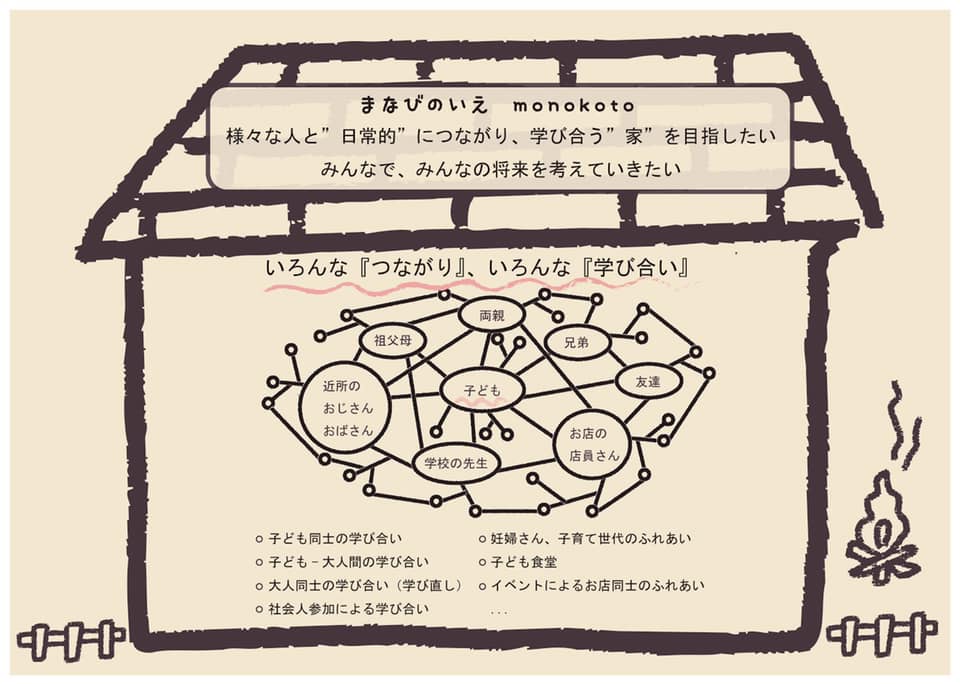 まなびのいえ　monokoto
様々な人と”日常的”につながり、学び合う”家”を目指したい
みんなで、みんなの将来を考えていきたい
いろんな『つながり』、いろんな『学び合い』
両親
祖父母
兄弟
友達
子ども
近所の
おじさん
おばさん
お店の
店員さん
学校の先生
○ 子ども同士の学び合い
○ 子ども－大人間の学び合い
○ 大人同士の学び合い（学び直し）
○ 社会人参加による学び合い
○ 妊婦さん、子育て世代のふれあい
○ 子ども食堂
○ イベントによるお店同士のふれあい
...